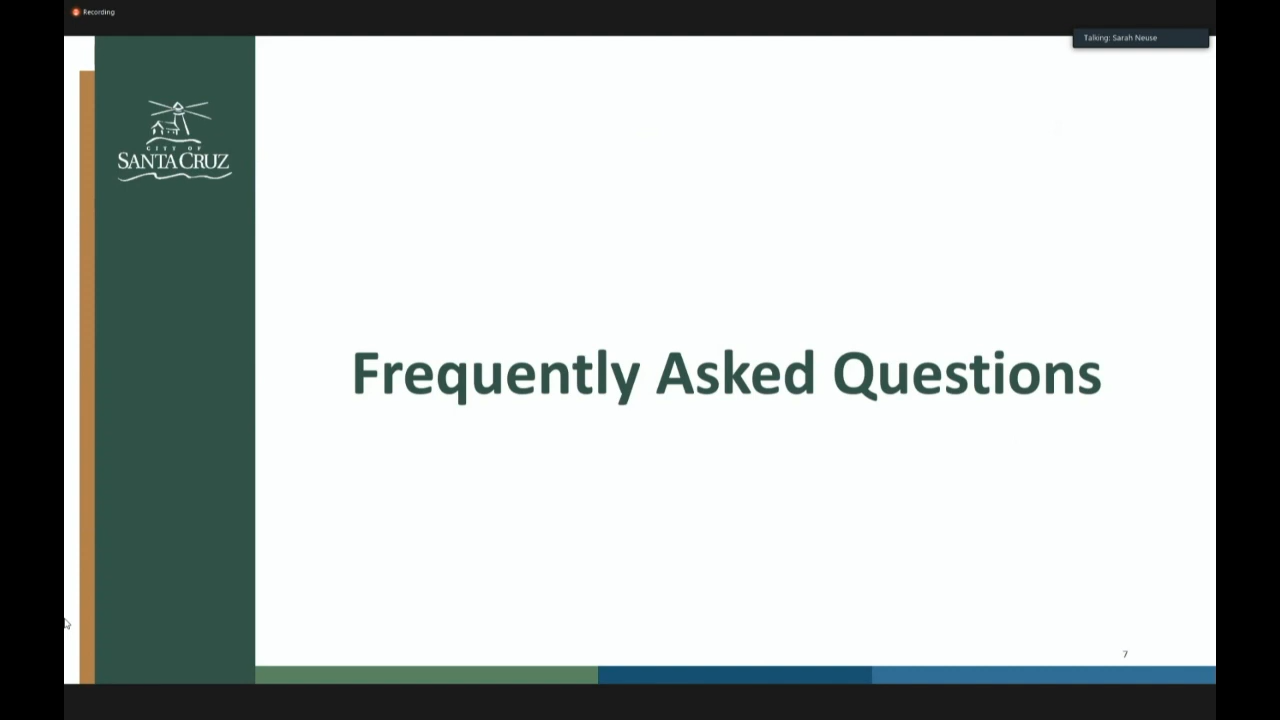 Recording
Talking: Sarah Neuse
CITY OF
SANTA CRUZ
Frequently Asked Questions
7